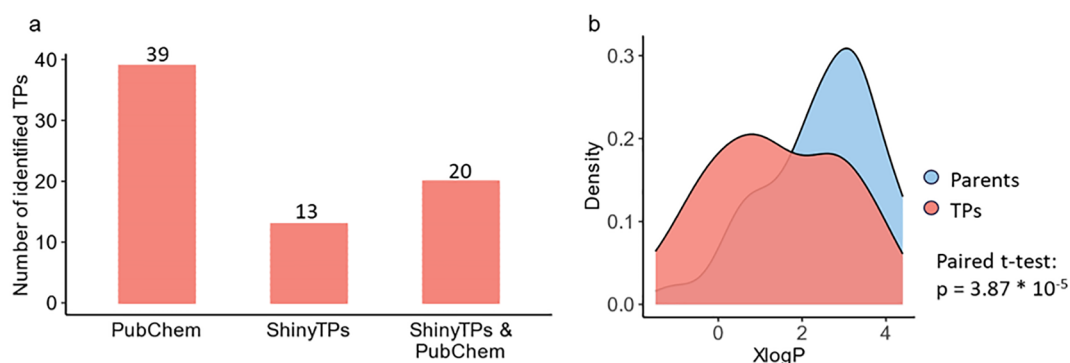 a
Number of identified TPs
40
30
20
10
0
39
13
20
PubChem
ShinyTPs
ShinyTPs &
PubChem
b
Density
0.3
0.2
0.1
0.0
0
2
4
XlogP
Parents
TPs
Paired t-test:
p = 3.87 * 10⁻⁵